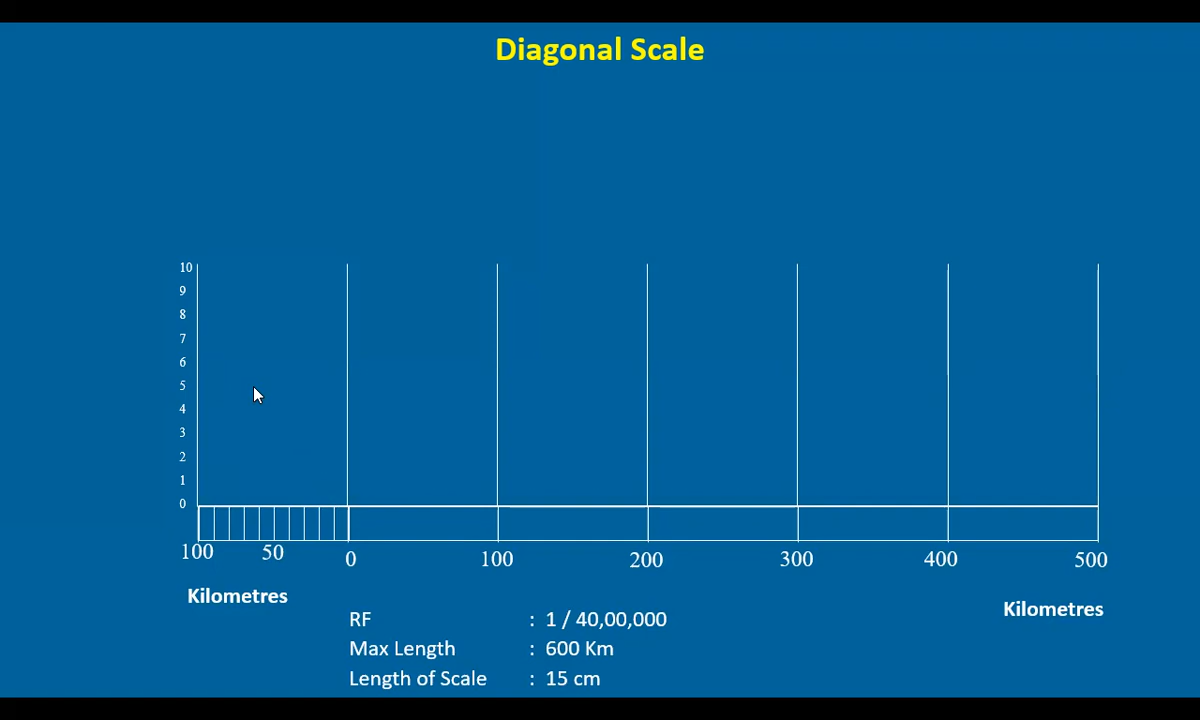 Diagonal Scale
10
9
8
7
6
5
4
3
2
1
0
100 50 0 100 200 300 400 500
Kilometres
Kilometres
RF : 1 / 40,00,000
Max Length : 600 Km
Length of Scale : 15 cm